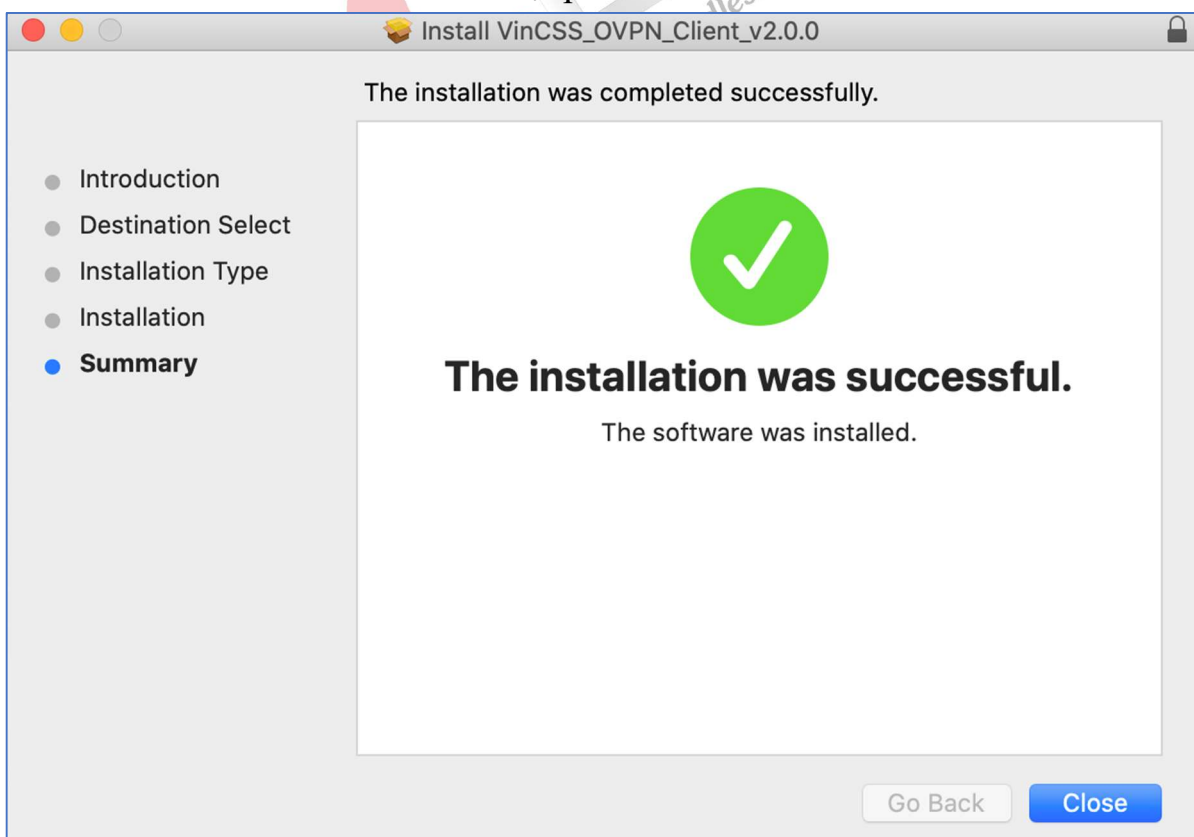 Install VinCSS_OVPN_Client_v2.0.0
The installation was completed successfully.
Introduction
Destination Select
Installation Type
Installation
Summary
The installation was successful.
The software was installed.
Go Back
Close